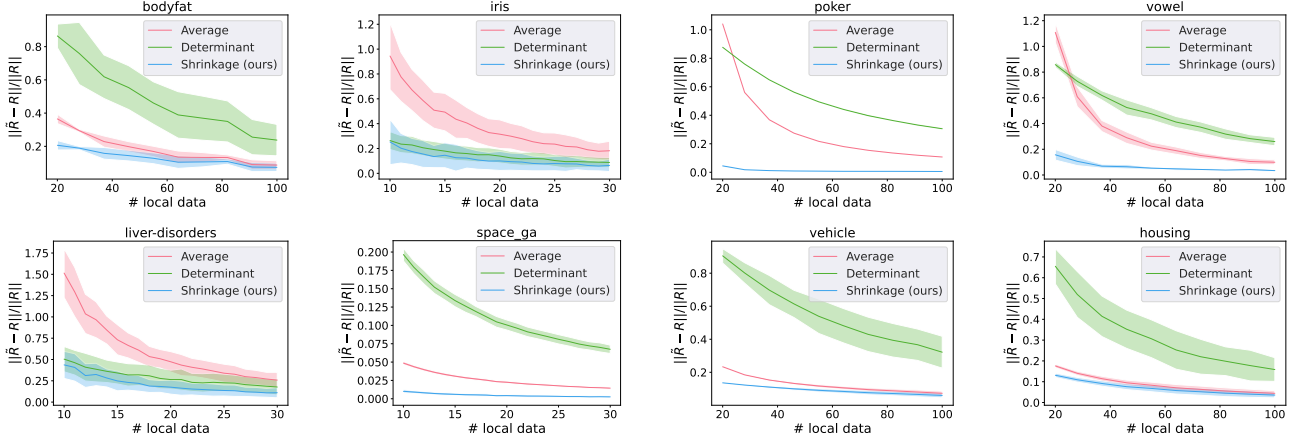 bodyfat
0.8
0.6
0.4
0.2
0.0
||R̃ − R||/||R||
Average
Determinant
Shrinkage (ours)
20 40 60 80 100
# local data
iris
1.2
1.0
0.8
0.6
0.4
0.2
0.0
||R̃ − R||/||R||
Average
Determinant
Shrinkage (ours)
10 15 20 25 30
# local data
poker
1.0
0.8
0.6
0.4
0.2
0.0
||R̃ − R||/||R||
Average
Determinant
Shrinkage (ours)
20 40 60 80 100
# local data
vowel
1.2
1.0
0.8
0.6
0.4
0.2
0.0
||R̃ − R||/||R||
Average
Determinant
Shrinkage (ours)
20 40 60 80 100
# local data
liver-disorders
1.75
1.50
1.25
1.00
0.75
0.50
0.25
0.00
||R̃ − R||/||R||
Average
Determinant
Shrinkage (ours)
10 15 20 25 30
# local data
space_ga
0.200
0.175
0.150
0.125
0.100
0.075
0.050
0.025
0.000
||R̃ − R||/||R||
Average
Determinant
Shrinkage (ours)
10 15 20 25 30
# local data
vehicle
0.8
0.6
0.4
0.2
||R̃ − R||/||R||
Average
Determinant
Shrinkage (ours)
20 40 60 80 100
# local data
housing
0.7
0.6
0.5
0.4
0.3
0.2
0.1
0.0
||R̃ − R||/||R||
Average
Determinant
Shrinkage (ours)
20 40 60 80 100
# local data